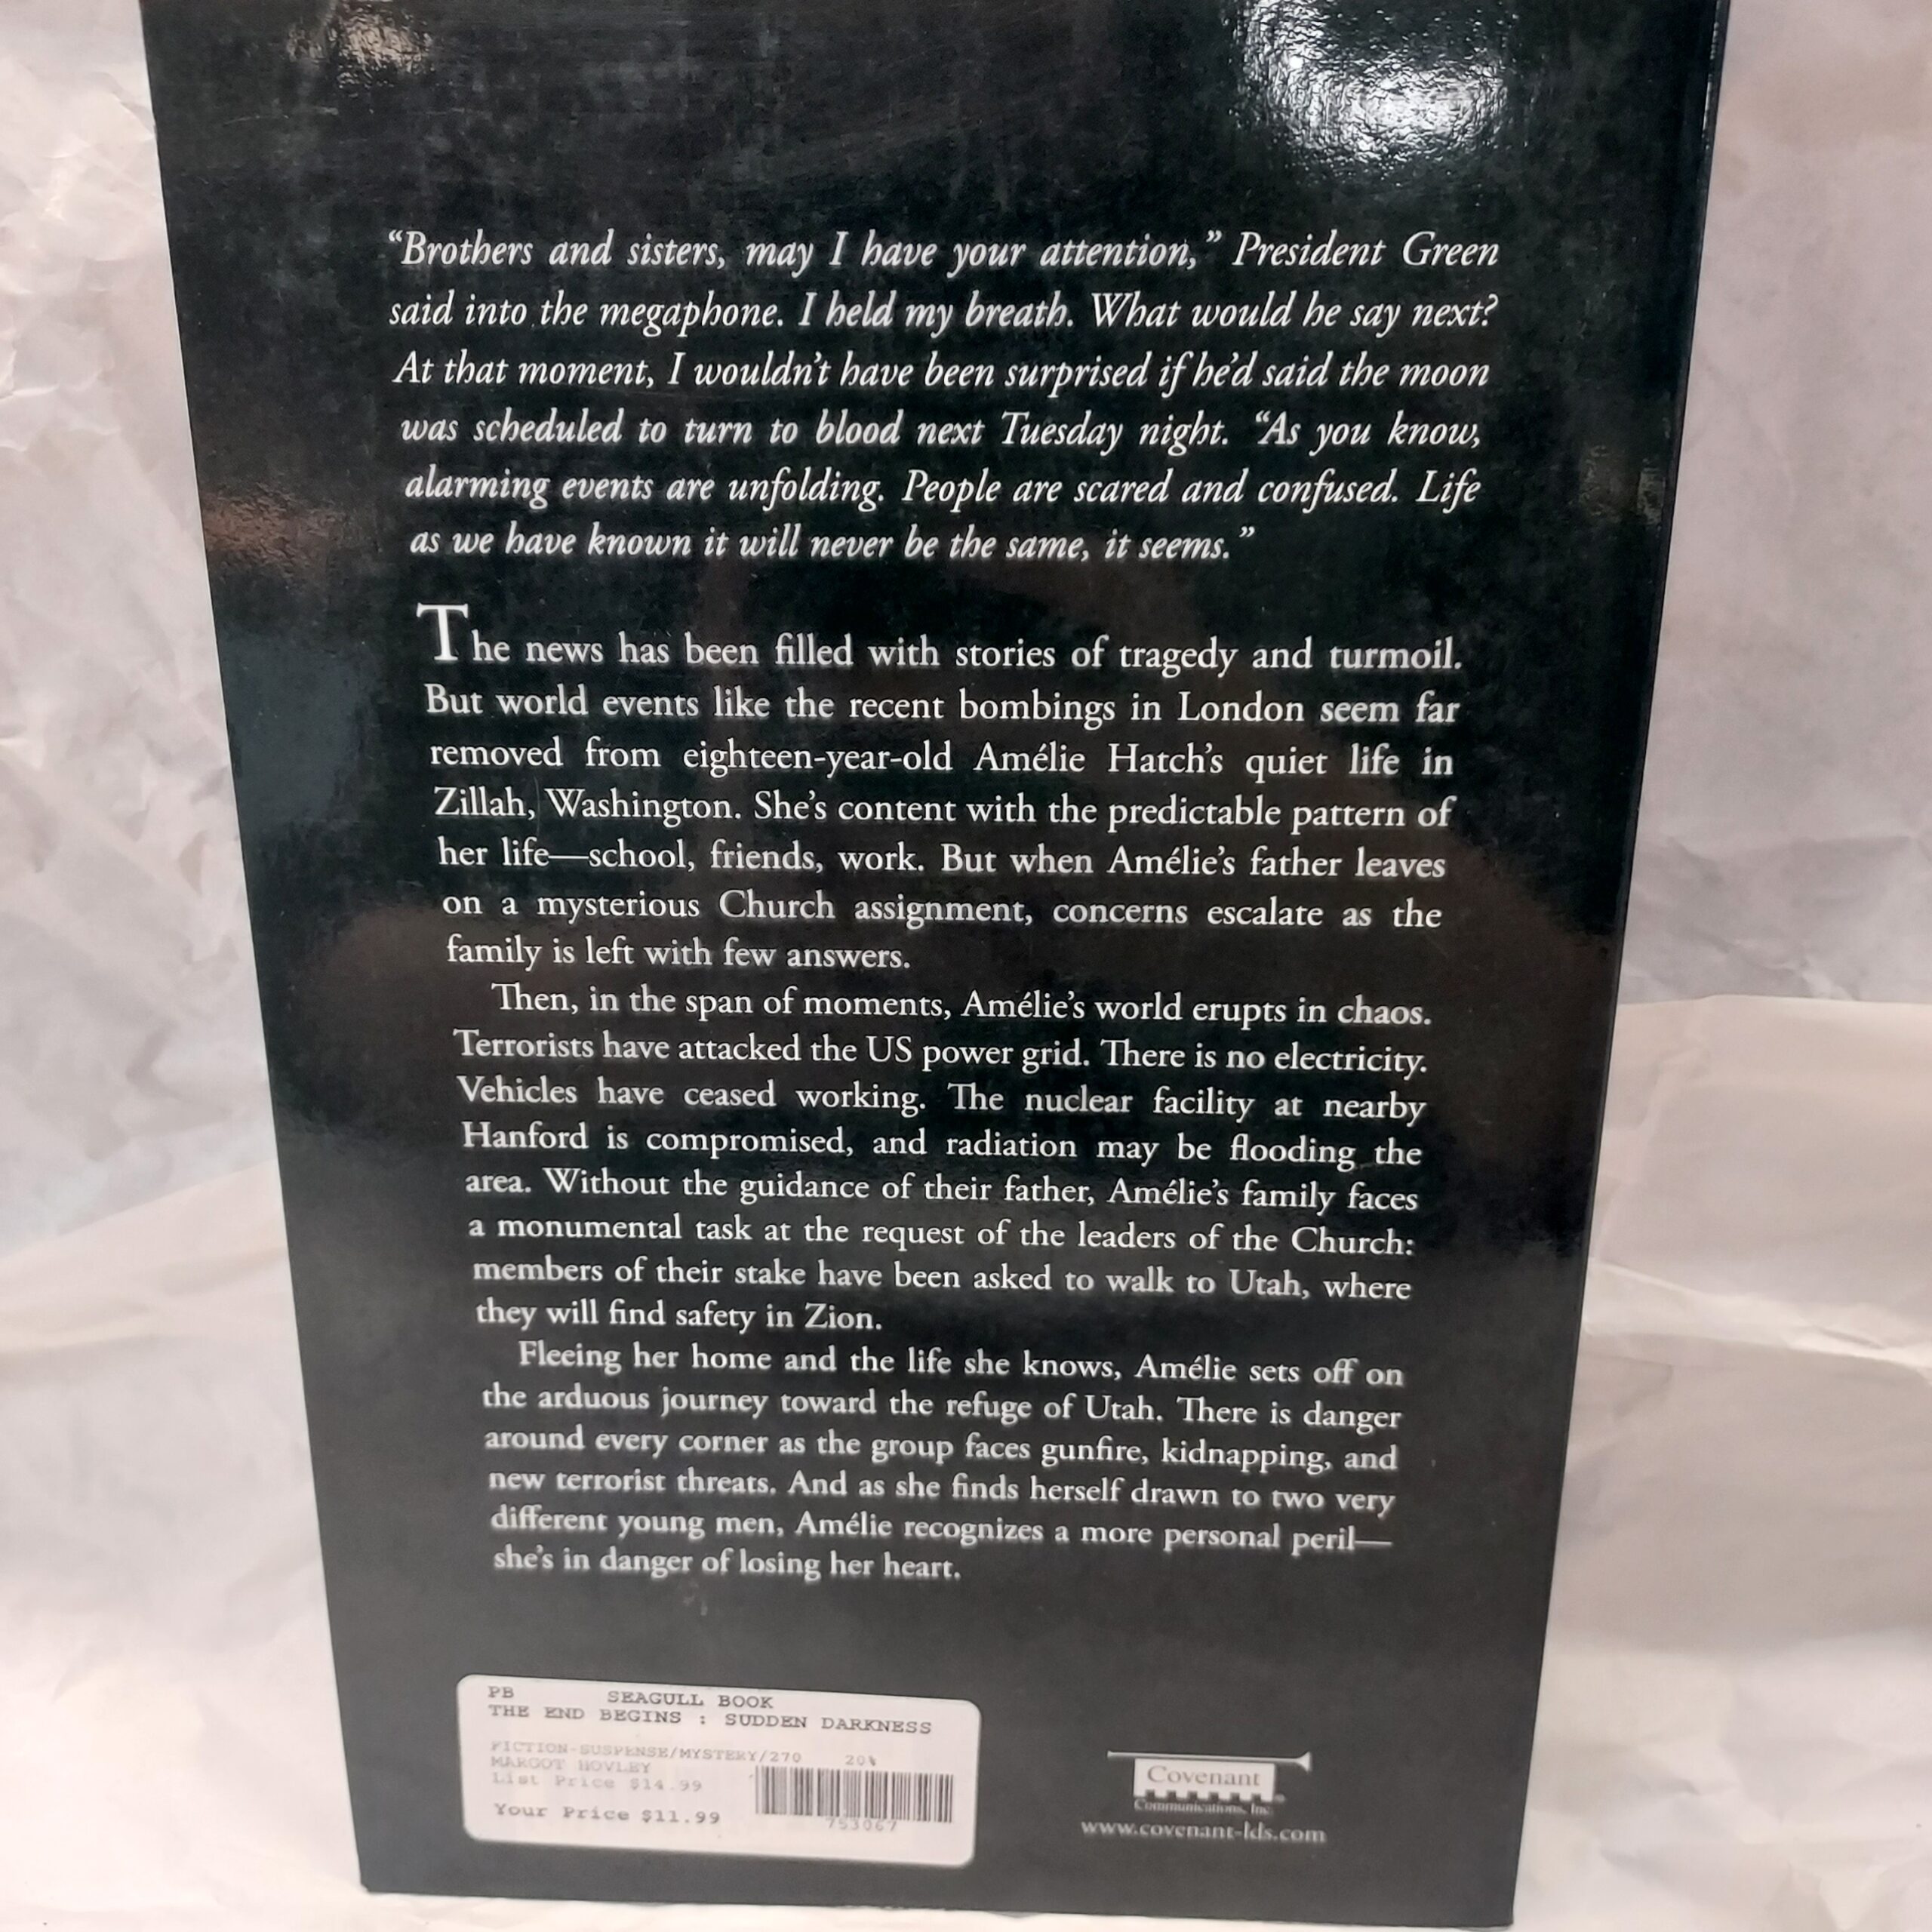 “Brothers and sisters, may I have your attention,” President Green
said into the megaphone. I held my breath. What would he say next?
At that moment, I wouldn’t have been surprised if he’d said the moon
was scheduled to turn to blood next Tuesday night. “As you know,
alarming events are unfolding. People are scared and confused. Life
as we have known it will never be the same, it seems.”
The news has been filled with stories of tragedy and turmoil.
But world events like the recent bombings in London seem far
removed from eighteen-year-old Amélie Hatch’s quiet life in
Zillah, Washington. She’s content with the predictable pattern of
her life—school, friends, work. But when Amélie’s father leaves
on a mysterious Church assignment, concerns escalate as the
family is left with few answers.
Then, in the span of moments, Amélie’s world erupts in chaos.
Terrorists have attacked the US power grid. There is no electricity.
Vehicles have ceased working. The nuclear facility at nearby
Hanford is compromised, and radiation may be flooding the
area. Without the guidance of their father, Amélie’s family faces
a monumental task at the request of the leaders of the Church:
members of their stake have been asked to walk to Utah, where
they will find safety in Zion.
Fleeing her home and the life she knows, Amélie sets off on
the arduous journey toward the refuge of Utah. There is danger
around every corner as the group faces gunfire, kidnapping, and
new terrorist threats. And as she finds herself drawn to two very
different young men, Amélie recognizes a more personal peril—
she’s in danger of losing her heart.
PB SEAGULL BOOK
THE END BEGINS : SUDDEN DARKNESS
FICTION-SUSPENSE/MYSTERY/270 20%
MARGOT HOVLEY
List Price $14.99
Your Price $11.99
753067
Covenant
Communications, Inc.
www.covenant-lds.com